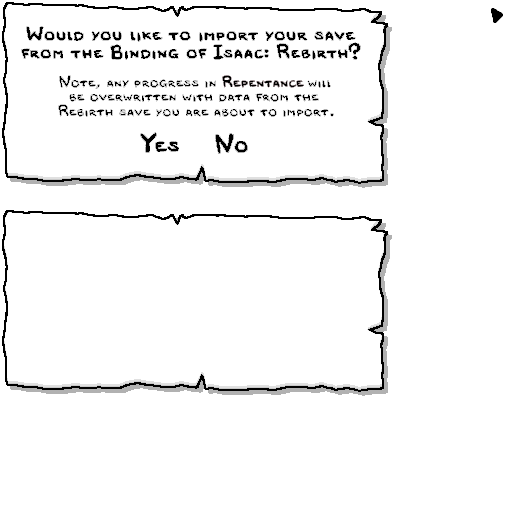 Would you like to import your save
from the Binding of Isaac: Rebirth?
Note, any progress in Repentance will
be overwritten with data from the
Rebirth save you are about to import.
Yes No